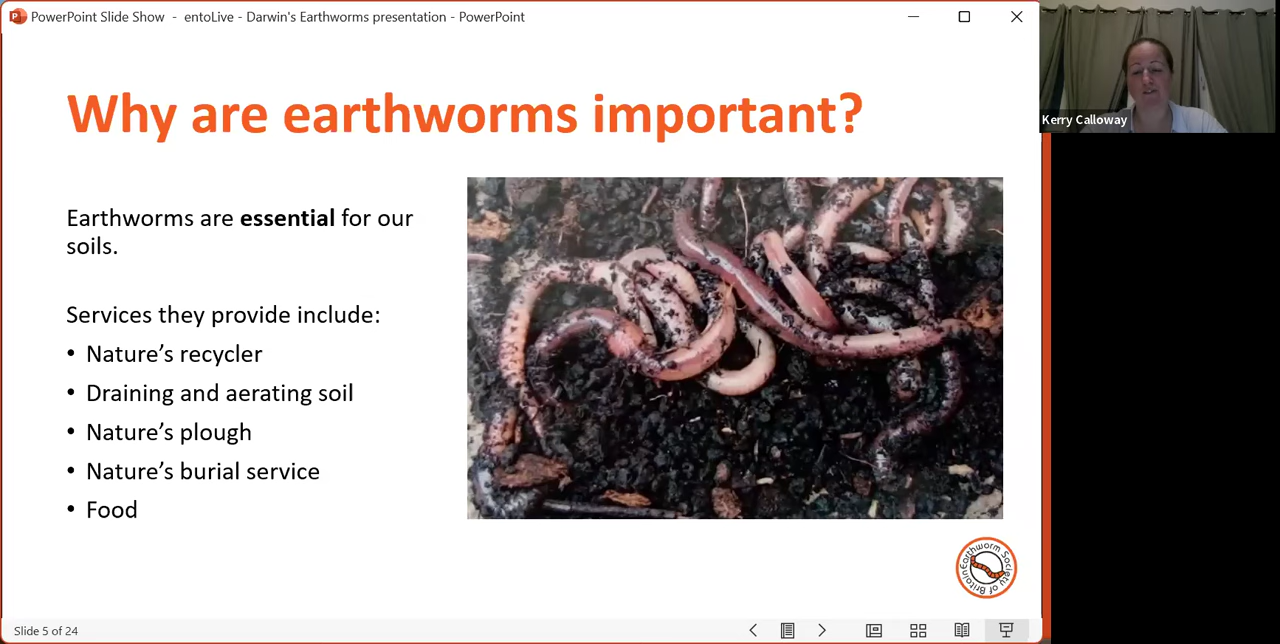 PowerPoint Slide Show - entoLive - Darwin's Earthworms presentation - PowerPoint
Kerry Calloway
Why are earthworms important?
Earthworms are essential for our
soils.
Services they provide include:
• Nature's recycler
• Draining and aerating soil
• Nature's plough
• Nature's burial service
• Food
Earthworm Society of Britain
Slide 5 of 24